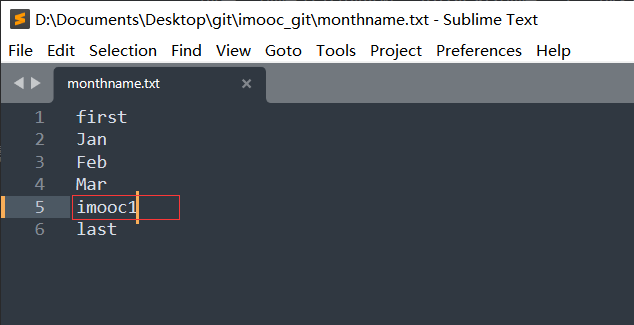 D:\Documents\Desktop\git\imooc_git\monthname.txt - Sublime Text
File Edit Selection Find View Goto Tools Project Preferences Help
monthname.txt
1 first
2 Jan
3 Feb
4 Mar
5 imooc1
6 last